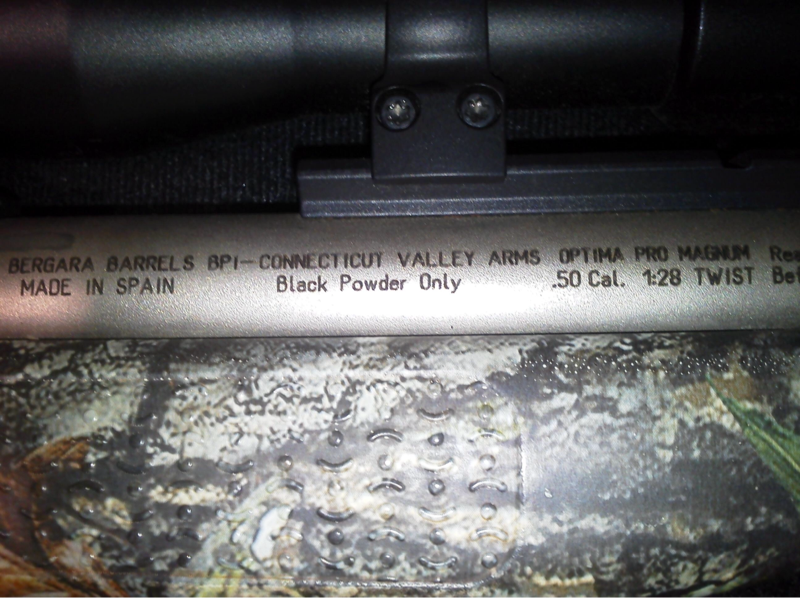 BERGARA BARRELS BPI-CONNECTICUT VALLEY ARMS OPTIMA PRO MAGNUM
MADE IN SPAIN Black Powder Only .50 Cal. 1:28 TWIST